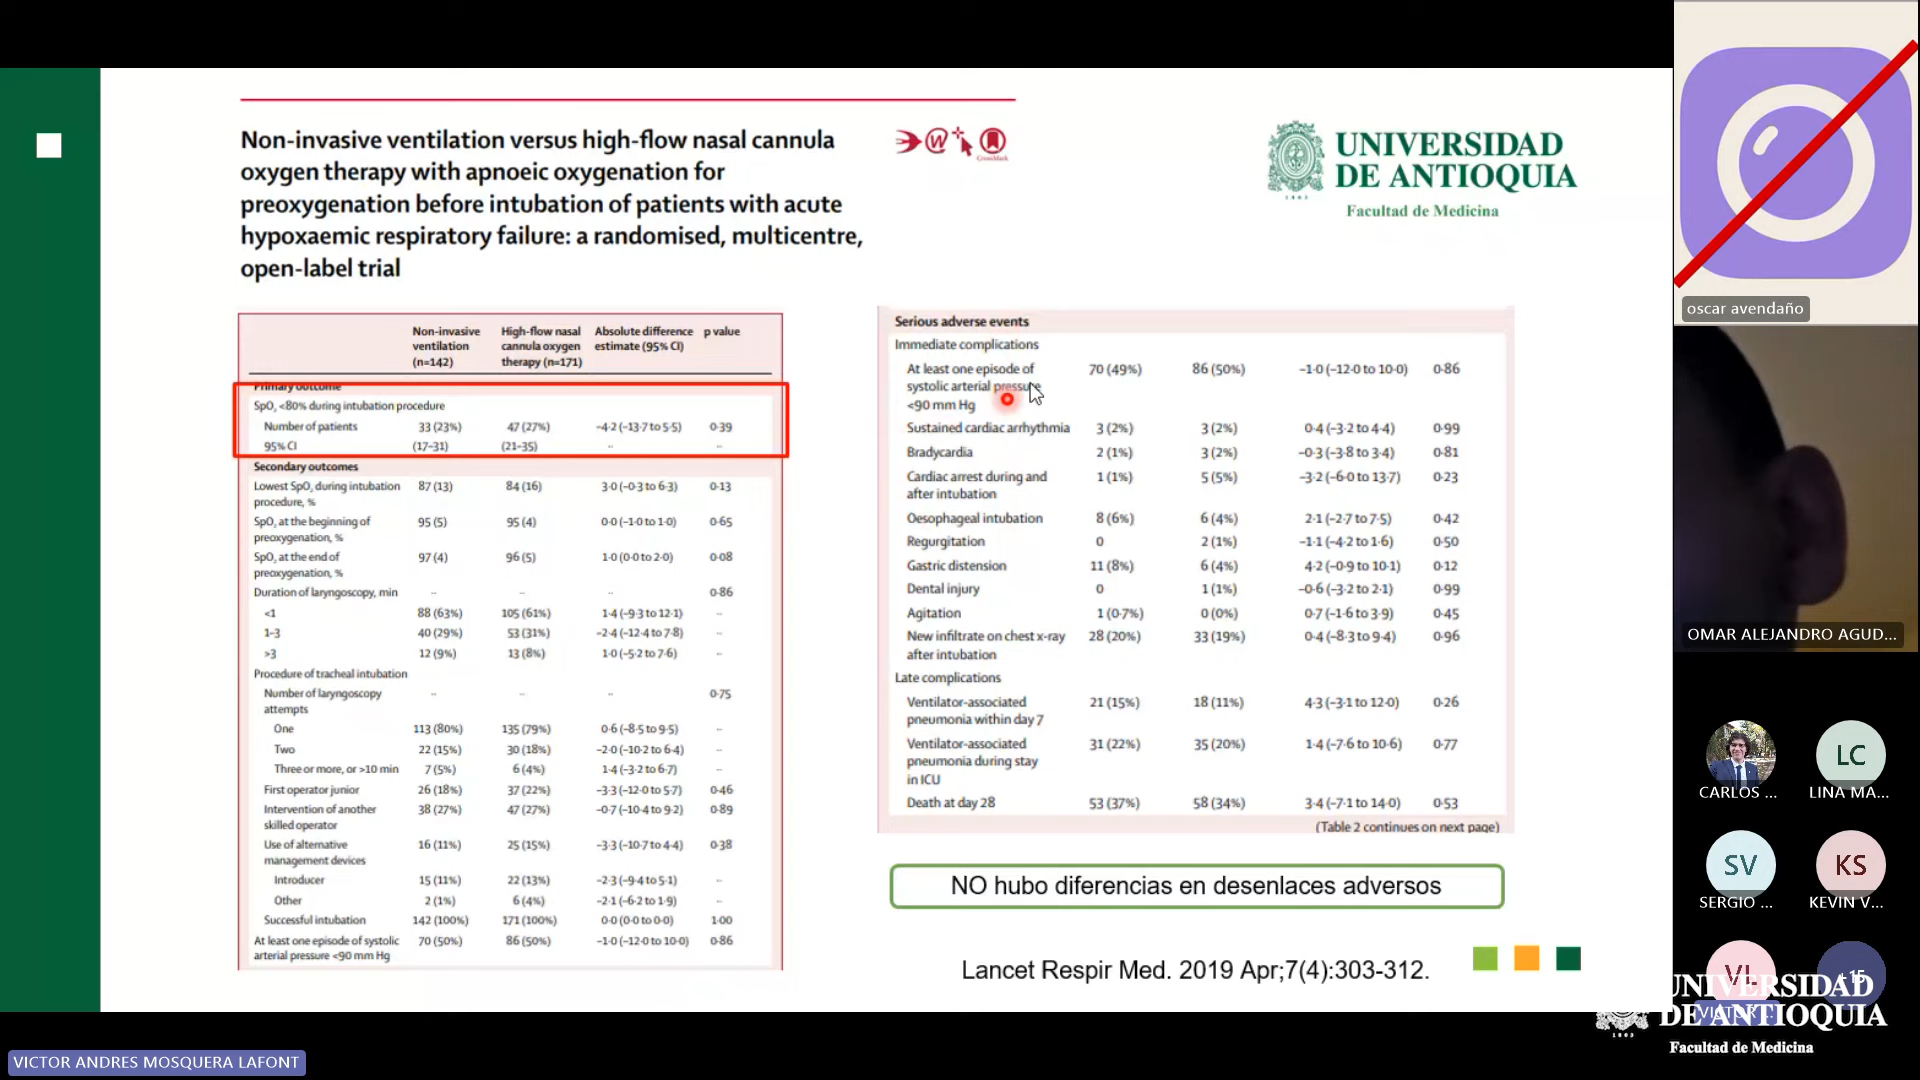 Non-invasive ventilation versus high-flow nasal cannula
oxygen therapy with apnoeic oxygenation for
preoxygenation before intubation of patients with acute
hypoxaemic respiratory failure: a randomised, multicentre,
open-label trial
CrossMark
UNIVERSIDAD
DE ANTIOQUIA
1803
Facultad de Medicina
Non-invasive ventilation (n=142) High-flow nasal cannula oxygen therapy (n=171) Absolute difference estimate (95% CI) p value
Primary outcome
SpO₂ <80% during intubation procedure
Number of patients 33 (23%) 47 (27%) –4·2 (–13·7 to 5·5) 0·39
95% CI (17–31) (21–35) ·· ··
Secondary outcomes
Lowest SpO₂ during intubation procedure, % 87 (13) 84 (16) 3·0 (–0·3 to 6·3) 0·13
SpO₂ at the beginning of preoxygenation, % 95 (5) 95 (4) 0·0 (–1·0 to 1·0) 0·65
SpO₂ at the end of preoxygenation, % 97 (4) 96 (5) 1·0 (0·0 to 2·0) 0·08
Duration of laryngoscopy, min ·· ·· ·· 0·86
<1 88 (63%) 105 (61%) 1·4 (–9·3 to 12·1) ··
1–3 40 (29%) 53 (31%) –2·4 (–12·4 to 7·8) ··
>3 12 (9%) 13 (8%) 1·0 (–5·2 to 7·6) ··
Procedure of tracheal intubation
Number of laryngoscopy attempts ·· ·· ·· 0·75
One 113 (80%) 135 (79%) 0·6 (–8·5 to 9·5) ··
Two 22 (15%) 30 (18%) –2·0 (–10·2 to 6·4) ··
Three or more, or >10 min 7 (5%) 6 (4%) 1·4 (–3·2 to 6·7) ··
First operator junior 26 (18%) 37 (22%) –3·3 (–12·0 to 5·7) 0·46
Intervention of another skilled operator 38 (27%) 47 (27%) –0·7 (–10·4 to 9·2) 0·89
Use of alternative management devices 16 (11%) 25 (15%) –3·3 (–10·7 to 4·4) 0·38
Introducer 15 (11%) 22 (13%) –2·3 (–9·4 to 5·1) ··
Other 2 (1%) 6 (4%) –2·1 (–6·2 to 1·9) ··
Successful intubation 142 (100%) 171 (100%) 0·0 (0·0 to 0·0) 1·00
At least one episode of systolic arterial pressure <90 mm Hg 70 (50%) 86 (50%) –1·0 (–12·0 to 10·0) 0·86
Serious adverse events
Immediate complications
At least one episode of systolic arterial pressure <90 mm Hg 70 (49%) 86 (50%) –1·0 (–12·0 to 10·0) 0·86
Sustained cardiac arrhythmia 3 (2%) 3 (2%) 0·4 (–3·2 to 4·4) 0·99
Bradycardia 2 (1%) 3 (2%) –0·3 (–3·8 to 3·4) 0·81
Cardiac arrest during and after intubation 1 (1%) 5 (5%) –3·2 (–6·0 to 13·7) 0·23
Oesophageal intubation 8 (6%) 6 (4%) 2·1 (–2·7 to 7·5) 0·42
Regurgitation 0 2 (1%) –1·1 (–4·2 to 1·6) 0·50
Gastric distension 11 (8%) 6 (4%) 4·2 (–0·9 to 10·1) 0·12
Dental injury 0 1 (1%) –0·6 (–3·2 to 2·1) 0·99
Agitation 1 (0·7%) 0 (0%) 0·7 (–1·6 to 3·9) 0·45
New infiltrate on chest x-ray after intubation 28 (20%) 33 (19%) 0·4 (–8·3 to 9·4) 0·96
Late complications
Ventilator-associated pneumonia within day 7 21 (15%) 18 (11%) 4·3 (–3·1 to 12·0) 0·26
Ventilator-associated pneumonia during stay in ICU 31 (22%) 35 (20%) 1·4 (–7·6 to 10·6) 0·77
Death at day 28 53 (37%) 58 (34%) 3·4 (–7·1 to 14·0) 0·53
(Table 2 continues on next page)
NO hubo diferencias en desenlaces adversos
Lancet Respir Med. 2019 Apr;7(4):303-312.
oscar avendaño
OMAR ALEJANDRO AGUD...
CARLOS ...
LC
LINA MA...
SV
SERGIO ...
KS
KEVIN V...
VL
+15
UNIVERSIDAD
DE ANTIOQUIA
1803
Facultad de Medicina
VICTOR ANDRES MOSQUERA LAFONT